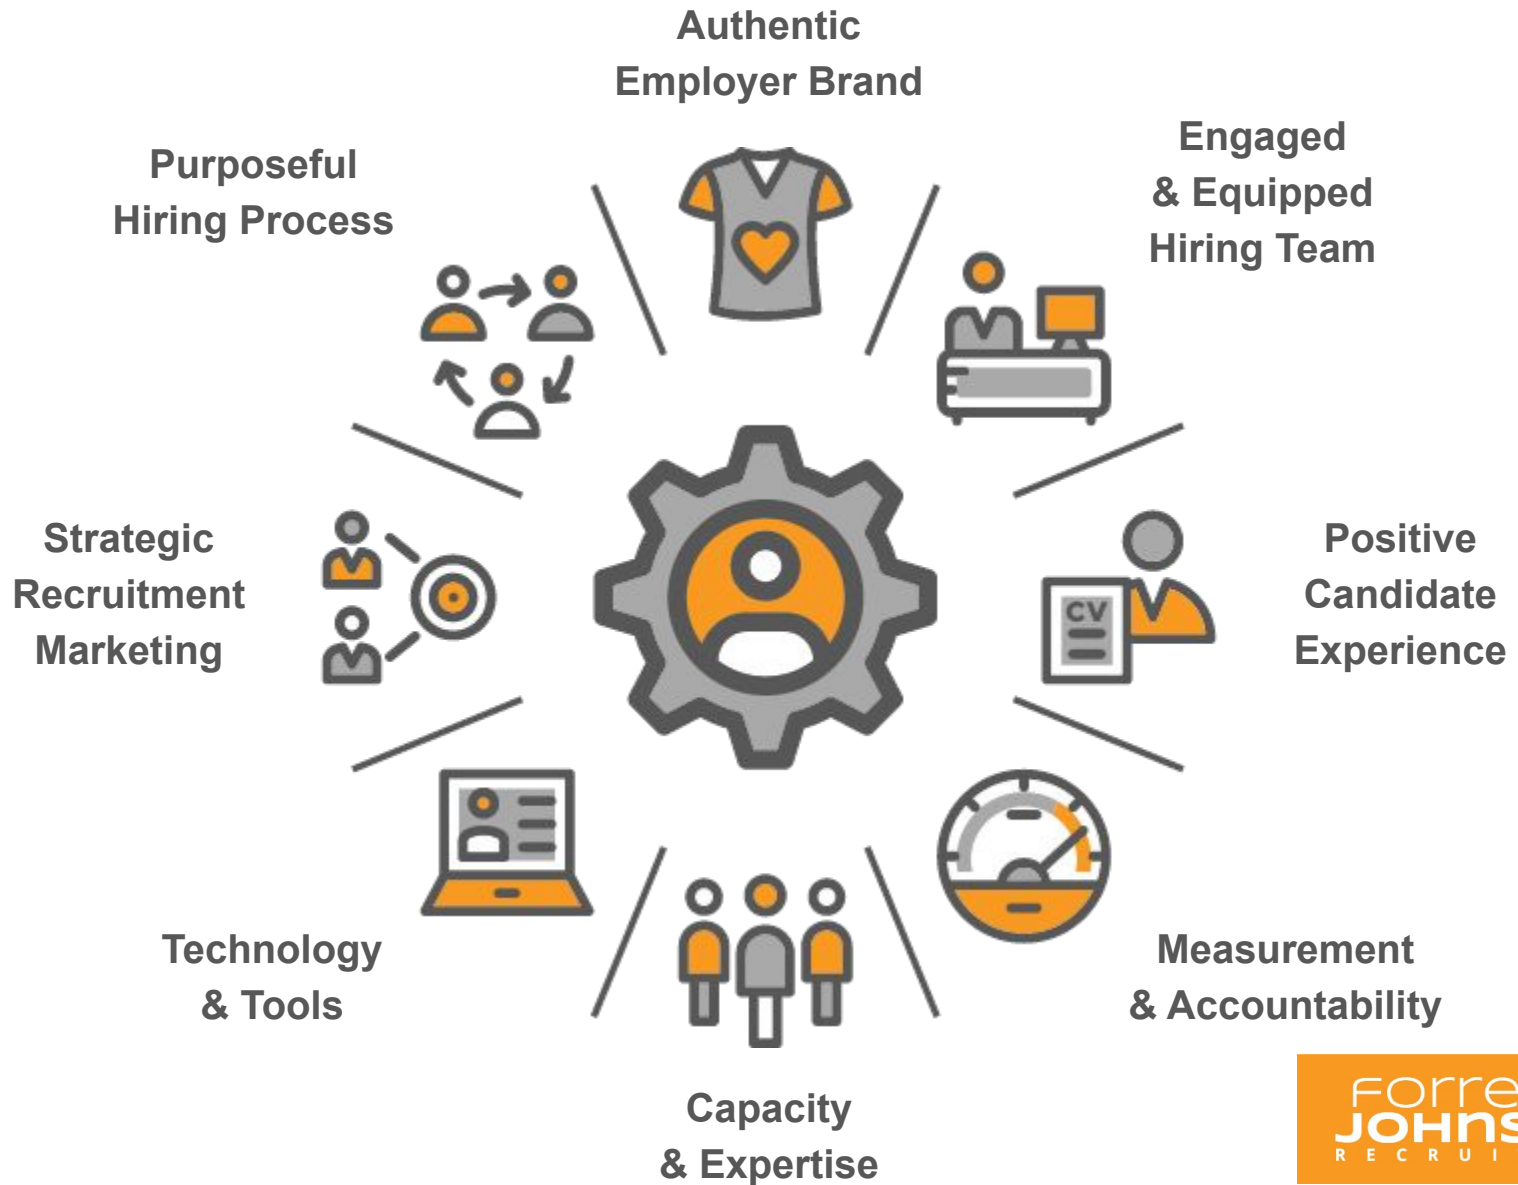 Authentic
Employer Brand
Engaged
& Equipped
Hiring Team
Positive
Candidate
Experience
Measurement
& Accountability
Capacity
& Expertise
Technology
& Tools
Strategic
Recruitment
Marketing
Purposeful
Hiring Process
CV